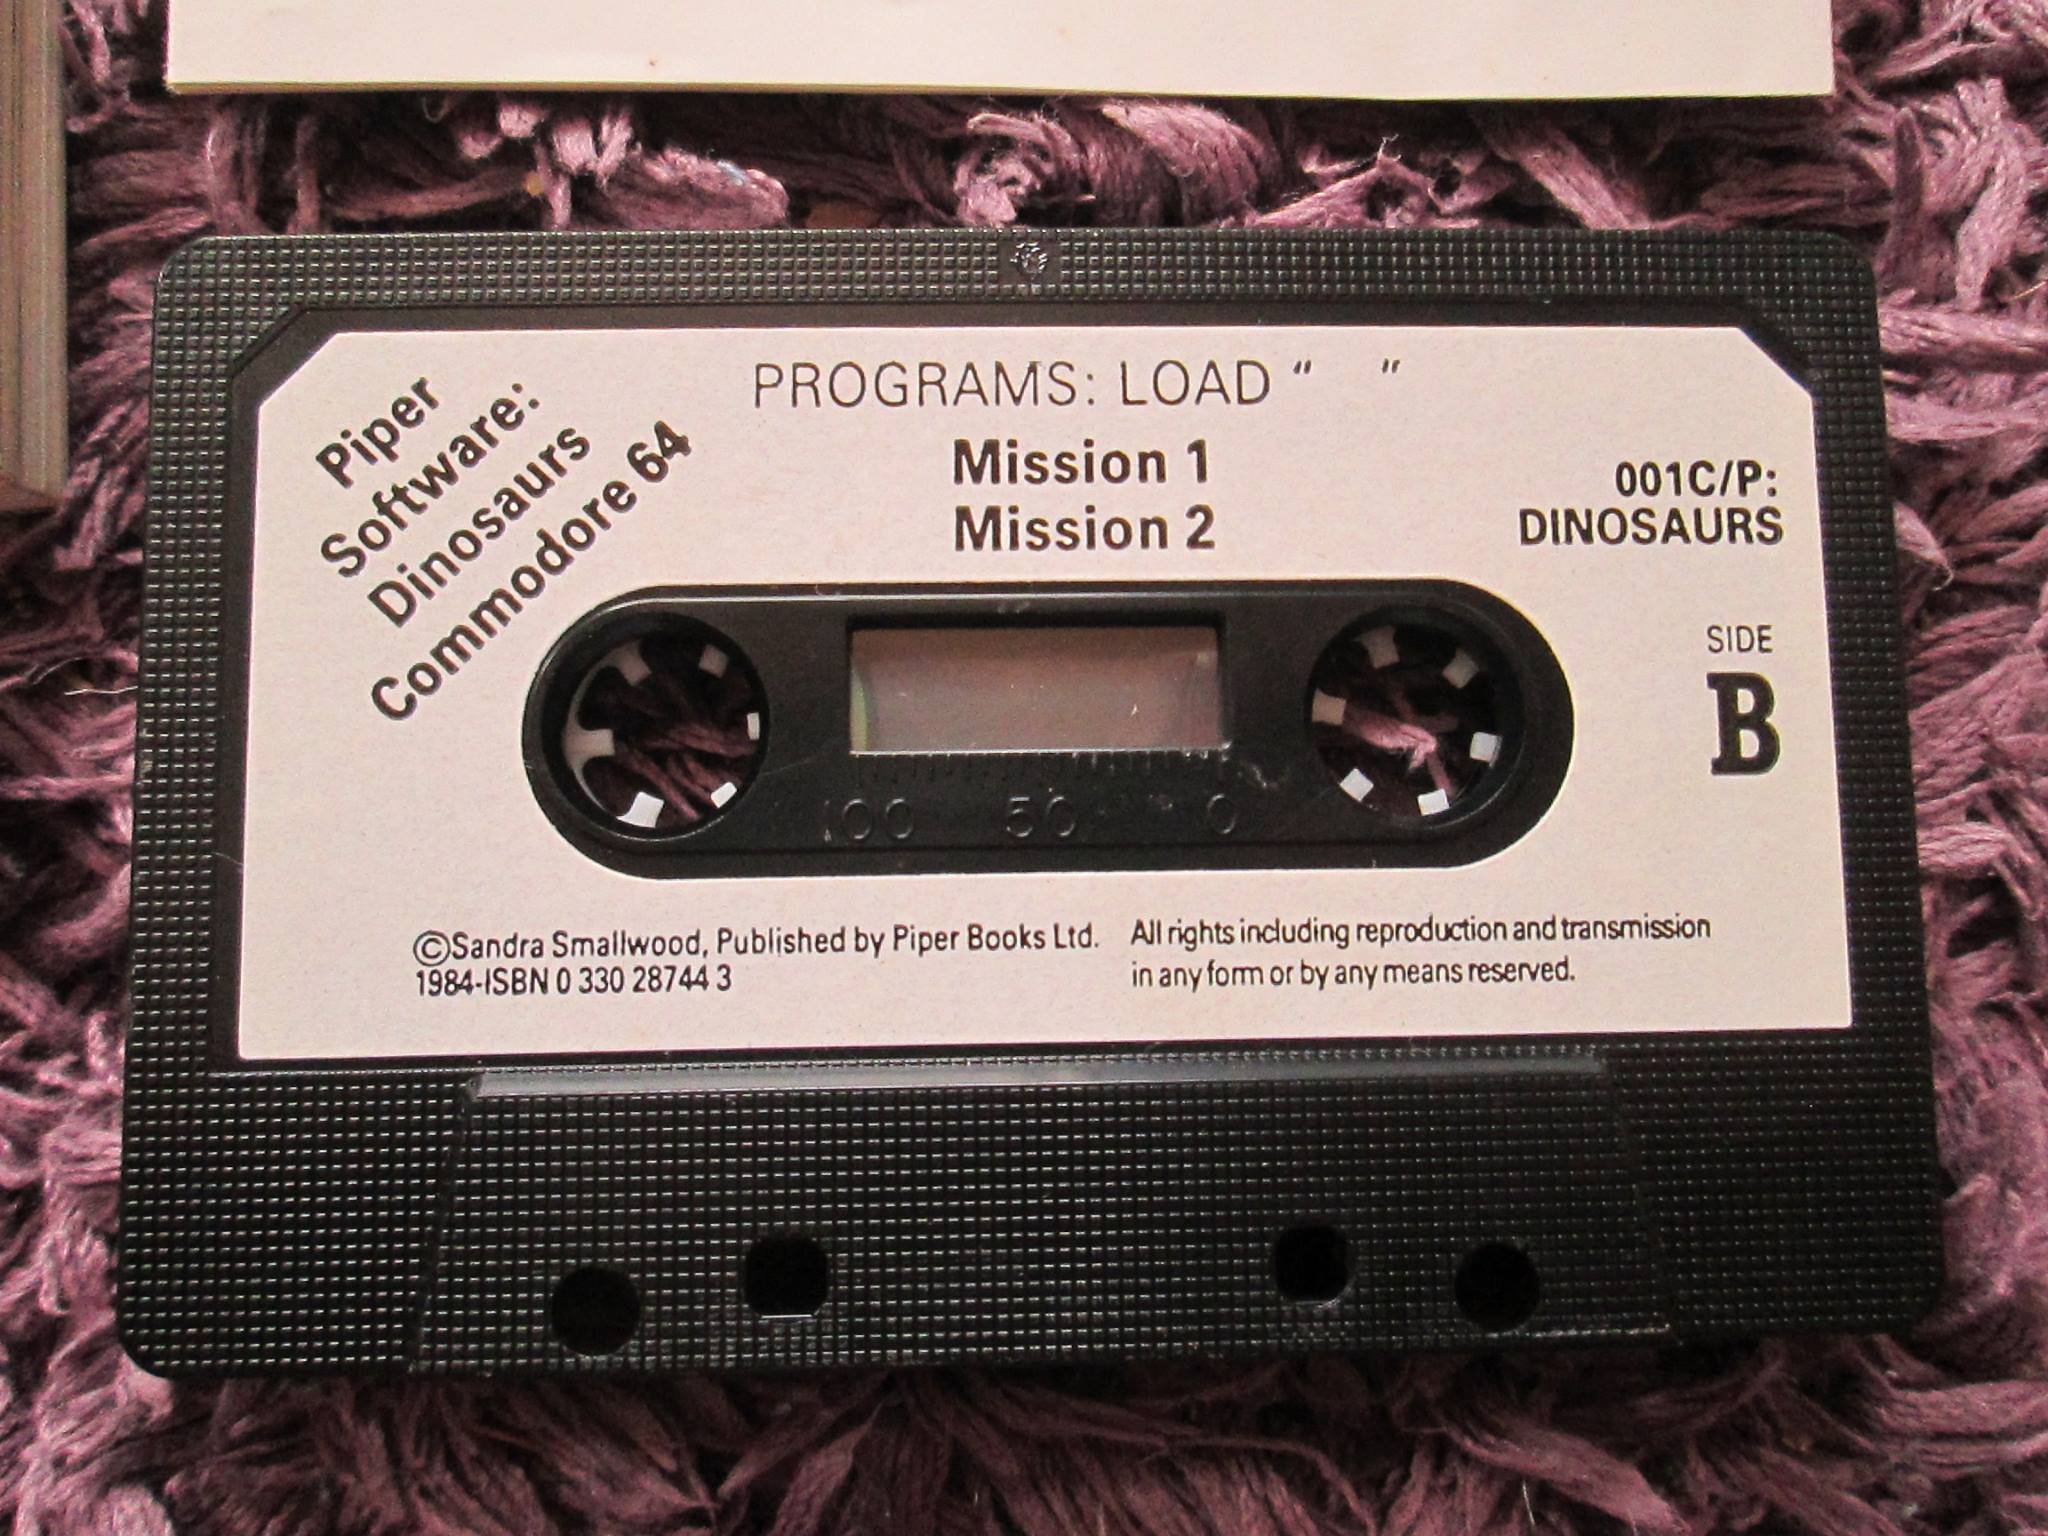 Piper
Software:
Dinosaurs
Commodore 64
PROGRAMS: LOAD “ ”
Mission 1
Mission 2
001C/P:
DINOSAURS
SIDE
B
100 50 0
©Sandra Smallwood, Published by Piper Books Ltd.
1984-ISBN 0 330 28744 3
All rights including reproduction and transmission
in any form or by any means reserved.